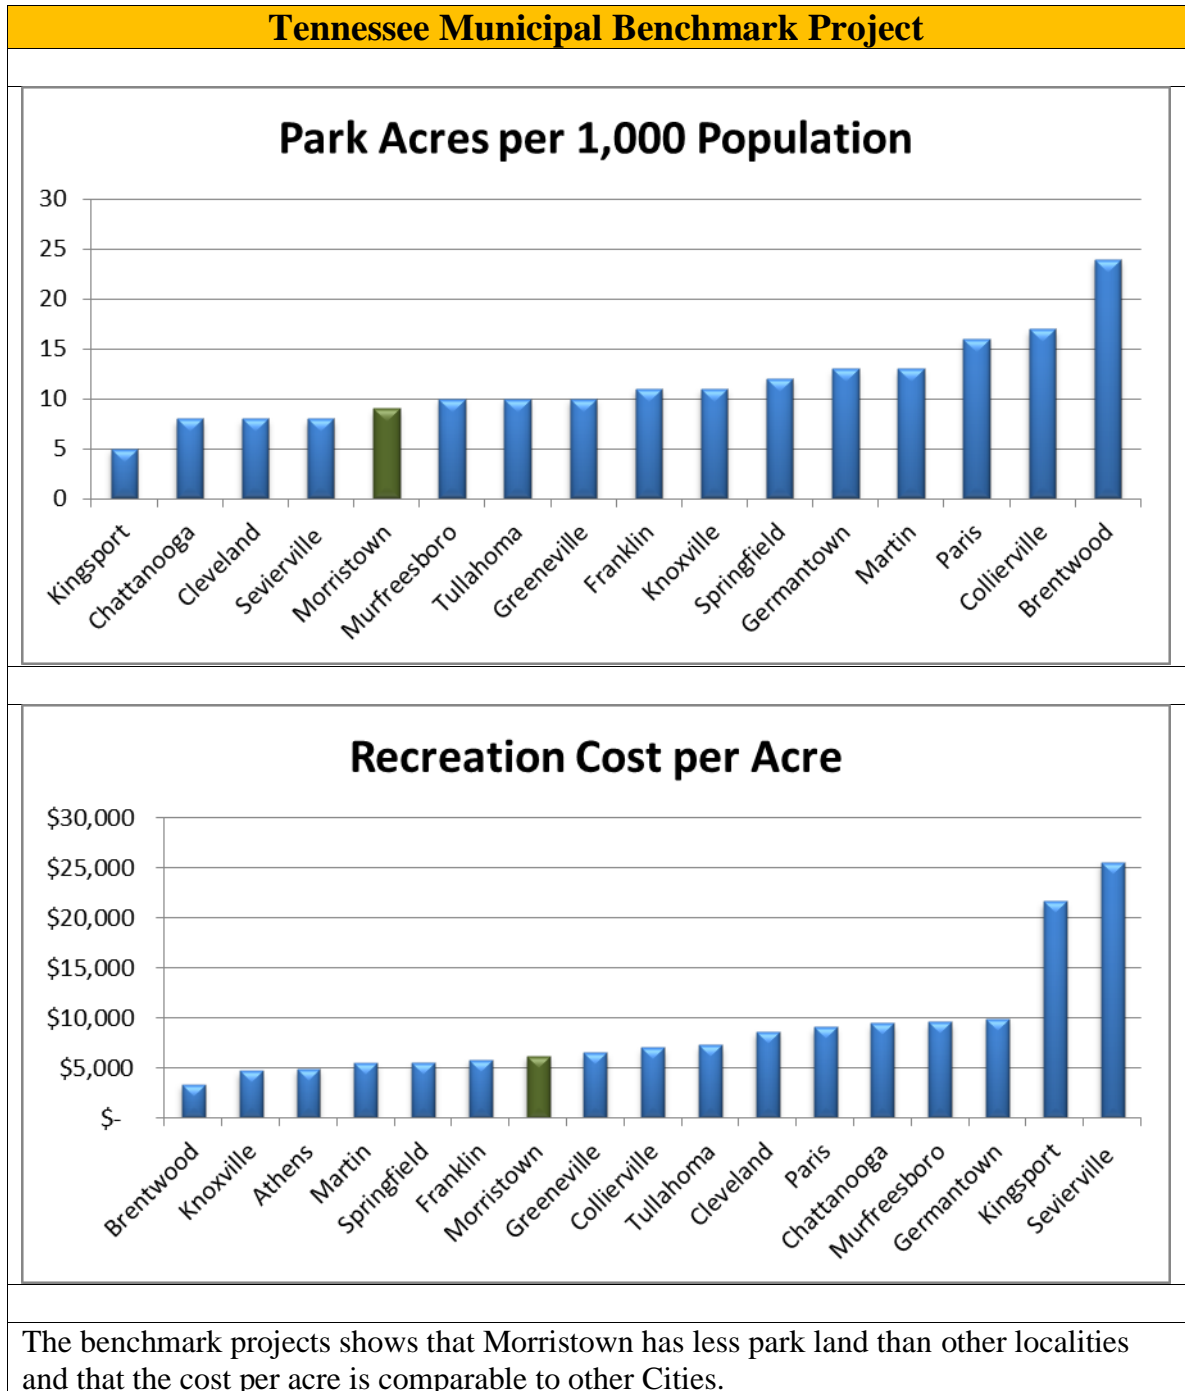 Tennessee Municipal Benchmark Project
Park Acres per 1,000 Population
30
25
20
15
10
5
0
Kingsport
Chattanooga
Cleveland
Sevierville
Morristown
Murfreesboro
Tullahoma
Greeneville
Franklin
Knoxville
Springfield
Germantown
Martin
Paris
Collierville
Brentwood
Recreation Cost per Acre
$30,000
$25,000
$20,000
$15,000
$10,000
$5,000
$-
Brentwood
Knoxville
Athens
Martin
Springfield
Franklin
Morristown
Greeneville
Collierville
Tullahoma
Cleveland
Paris
Chattanooga
Murfreesboro
Germantown
Kingsport
Sevierville
The benchmark projects shows that Morristown has less park land than other localities
and that the cost per acre is comparable to other Cities.